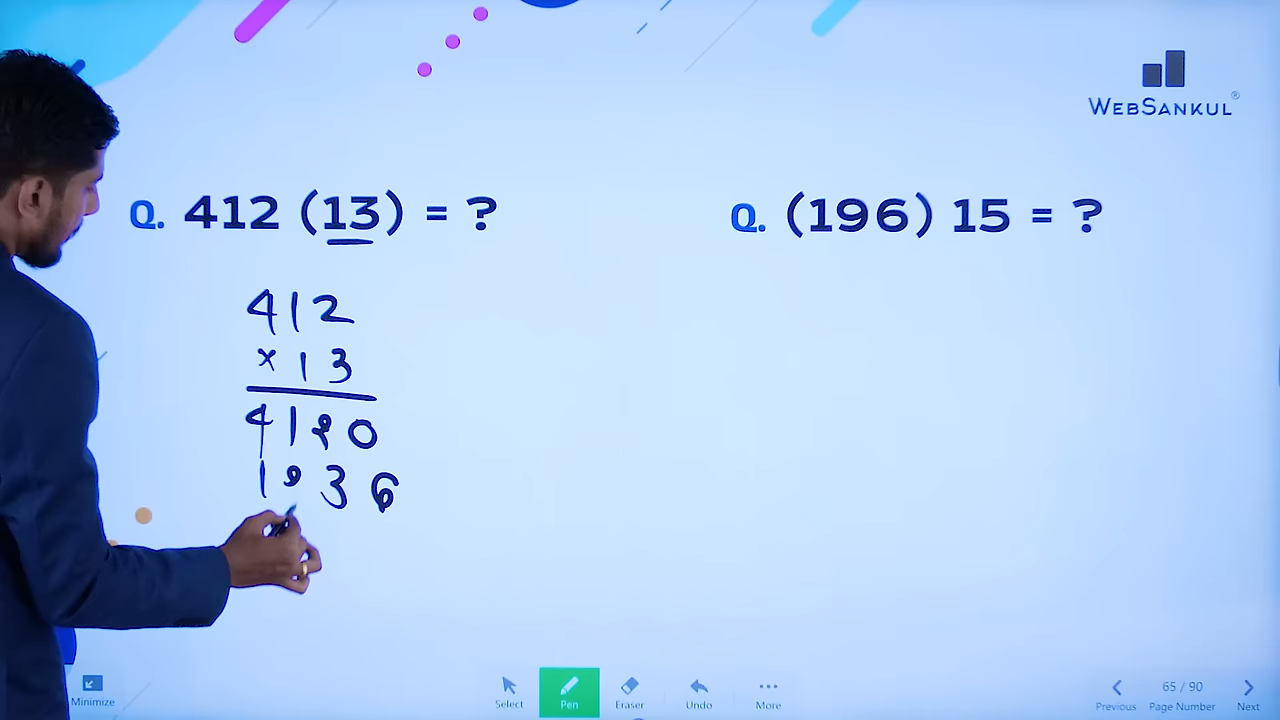 WEBSANKUL®
Q. 412 (13) = ?
Q. (196) 15 = ?
412
× 13
4120
1236
Minimize
Select
Pen
Eraser
Undo
More
Previous
65 / 90
Page Number
Next